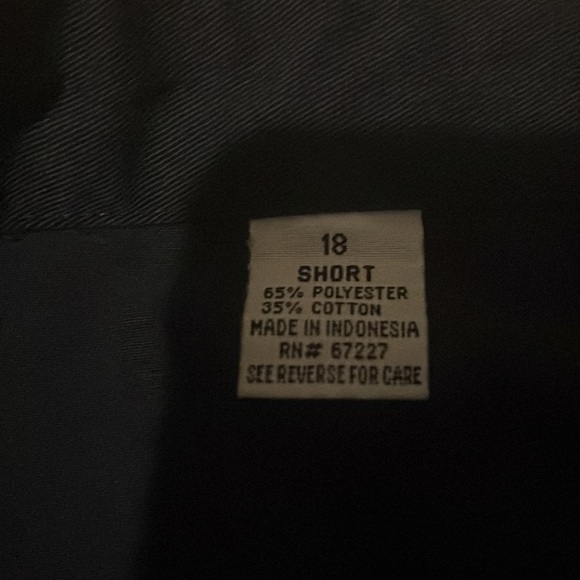 18
SHORT
65% POLYESTER
35% COTTON
MADE IN INDONESIA
RN# 67227
SEE REVERSE FOR CARE